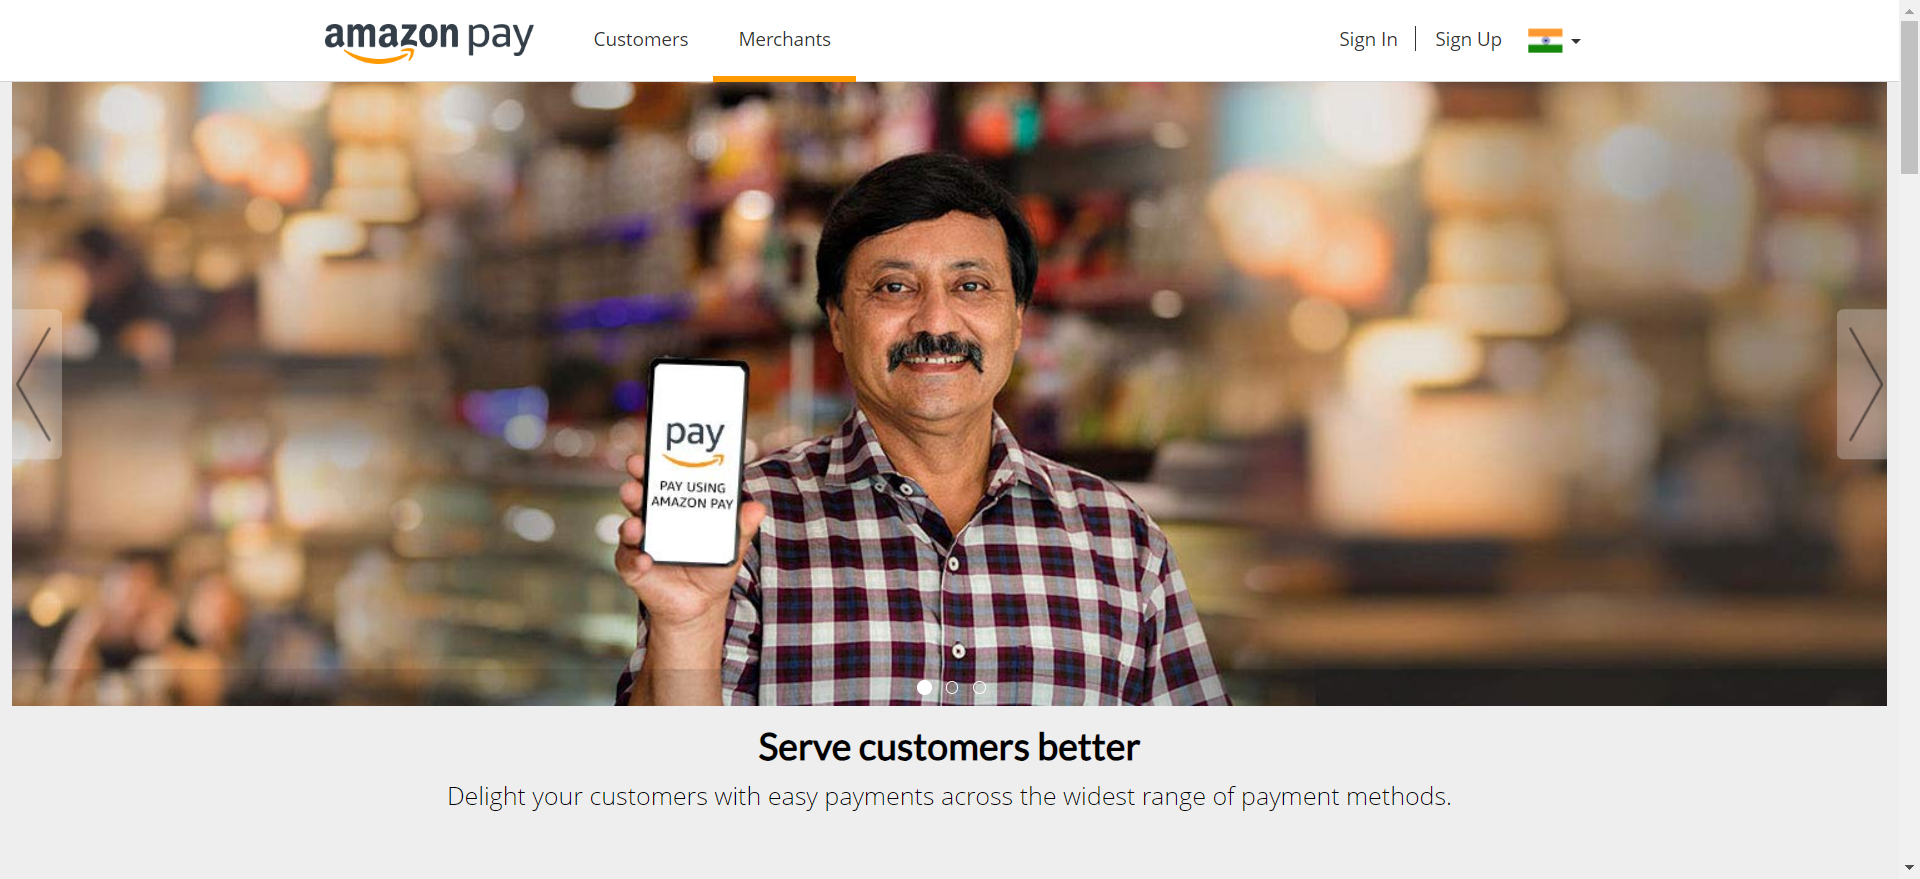 amazon pay
Customers
Merchants
Sign In
Sign Up
pay
PAY USING
AMAZON PAY
Serve customers better
Delight your customers with easy payments across the widest range of payment methods.